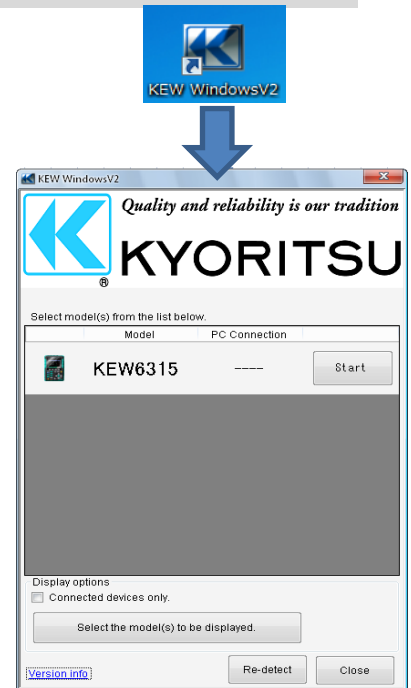 KEW WindowsV2
KEW WindowsV2
Quality and reliability is our tradition
KYORITSU
®
Select model(s) from the list below.
Model PC Connection
KEW6315 ---- Start
Display options
Connected devices only.
Select the model(s) to be displayed.
Version info Re-detect Close